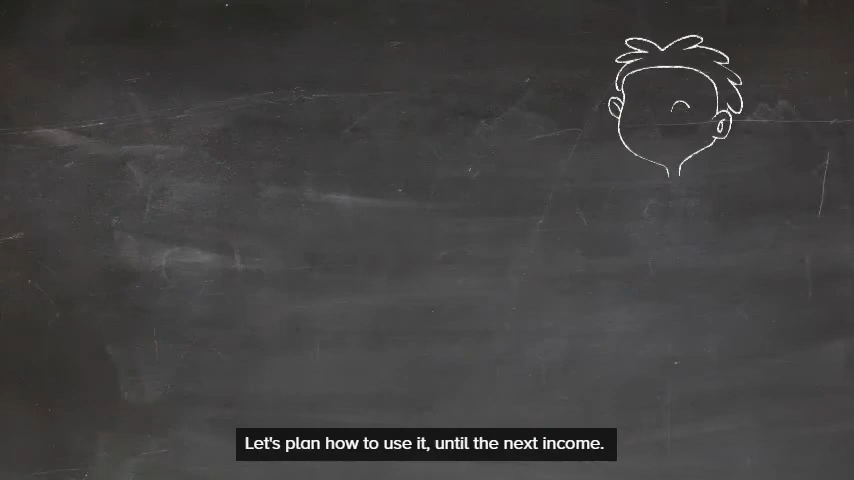 Let's plan how to use it, until the next income.